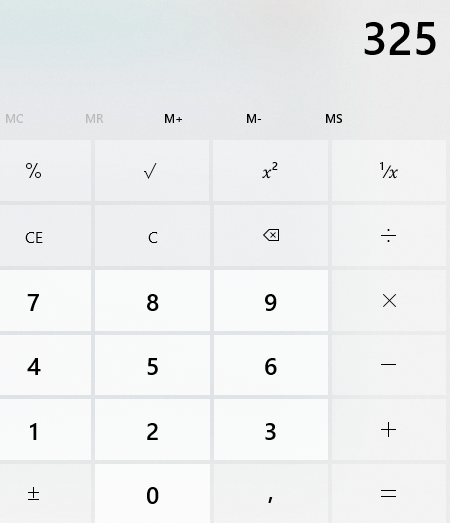 325
MC MR M+ M- MS
% √ x² ¹/x
CE C ÷
7 8 9 ×
4 5 6 −
1 2 3 +
± 0 , =